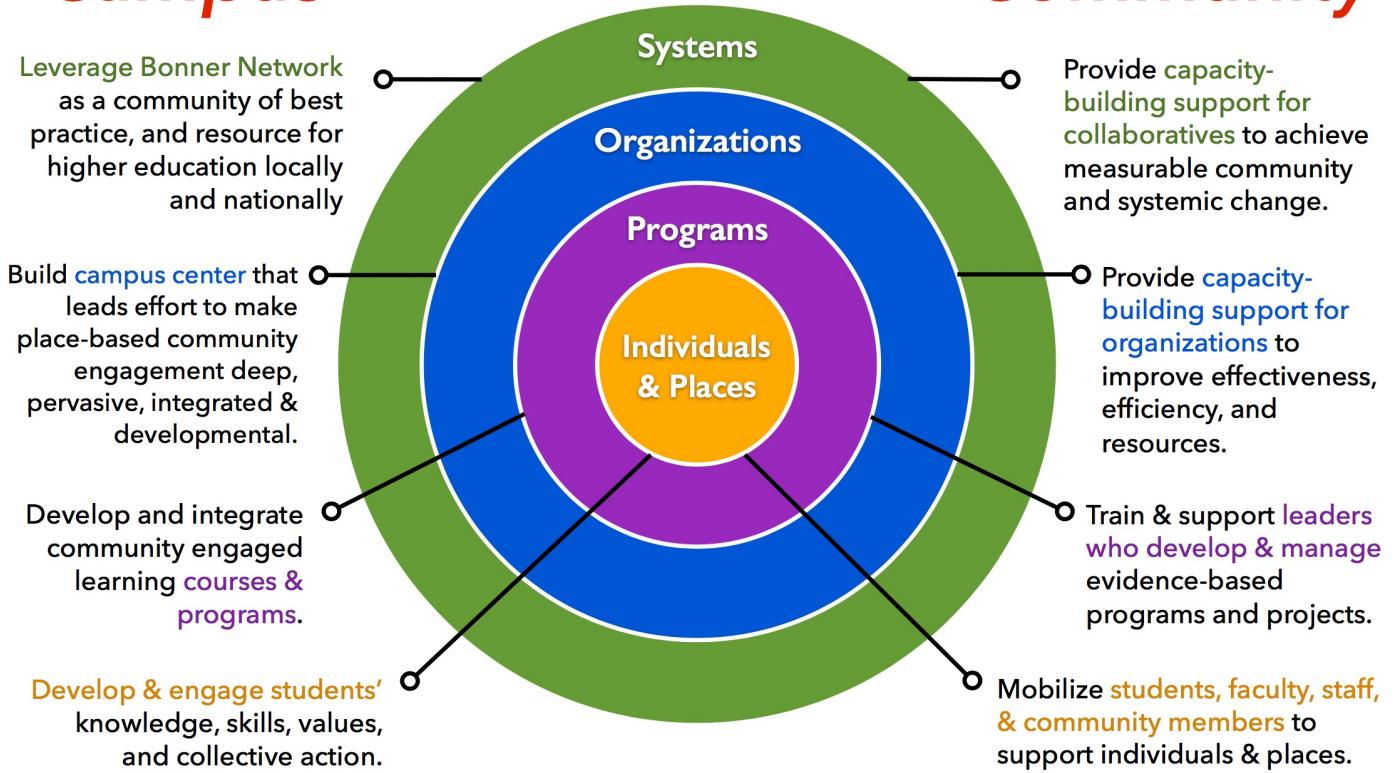 Campus
Community
Systems
Organizations
Programs
Individuals
& Places
Leverage Bonner Network
as a community of best
practice, and resource for
higher education locally
and nationally
Build campus center that
leads effort to make
place-based community
engagement deep,
pervasive, integrated &
developmental.
Develop and integrate
community engaged
learning courses &
programs.
Develop & engage students’
knowledge, skills, values,
and collective action.
Provide capacity-
building support for
collaboratives to achieve
measurable community
and systemic change.
Provide capacity-
building support for
organizations to
improve effectiveness,
efficiency, and
resources.
Train & support leaders
who develop & manage
evidence-based
programs and projects.
Mobilize students, faculty, staff,
& community members to
support individuals & places.